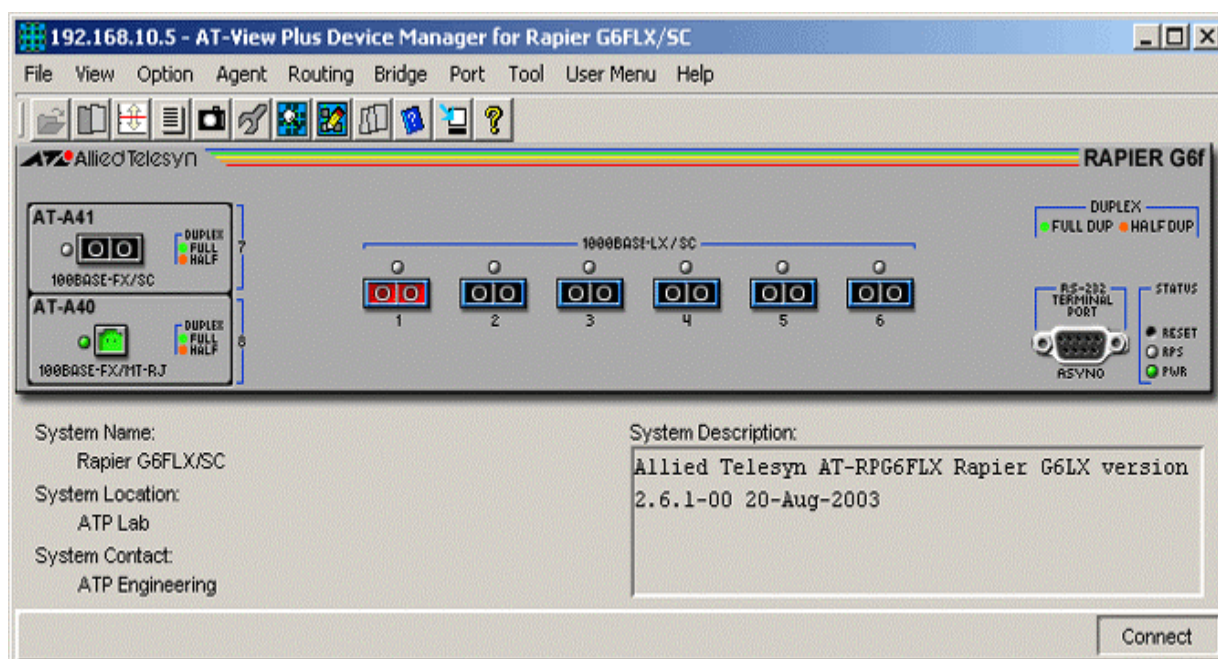 192.168.10.5 - AT-View Plus Device Manager for Rapier G6FLX/SC
File View Option Agent Routing Bridge Port Tool User Menu Help
Allied Telesyn
RAPIER G6f
AT-A41
DUPLEX
FULL
HALF
7
100BASE-FX/SC
AT-A40
DUPLEX
FULL
HALF
8
100BASE-FX/MT-RJ
1000BASE-LX/SC
1 2 3 4 5 6
DUPLEX
FULL DUP HALF DUP
RS-232
TERMINAL
PORT
ASYN0
STATUS
RESET
RPS
PWR
System Name:
Rapier G6FLX/SC
System Location:
ATP Lab
System Contact:
ATP Engineering
System Description:
Allied Telesyn AT-RPG6FLX Rapier G6LX version
2.6.1-00 20-Aug-2003
Connect